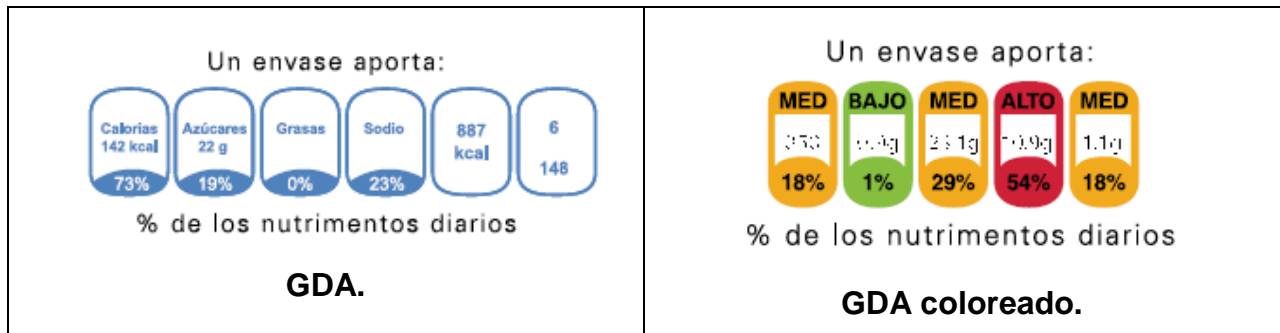 Un envase aporta:
Calorias 142 kcal 73%
Azúcares 22 g 19%
Grasas 0%
Sodio 23%
887 kcal
6 148
% de los nutrimentos diarios
GDA.
Un envase aporta:
MED BAJO MED ALTO MED
1.1g
18% 1% 29% 54% 18%
% de los nutrimentos diarios
GDA coloreado.